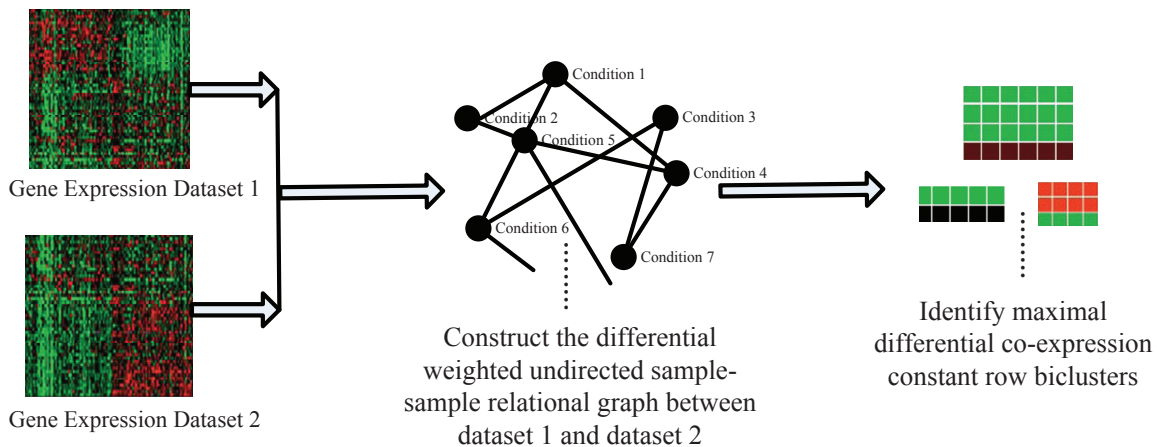 Gene Expression Dataset 1
Gene Expression Dataset 2
Condition 1
Condition 2
Condition 3
Condition 5
Condition 4
Condition 6
Condition 7
Construct the differential
weighted undirected sample-
sample relational graph between
dataset 1 and dataset 2
Identify maximal
differential co-expression
constant row biclusters